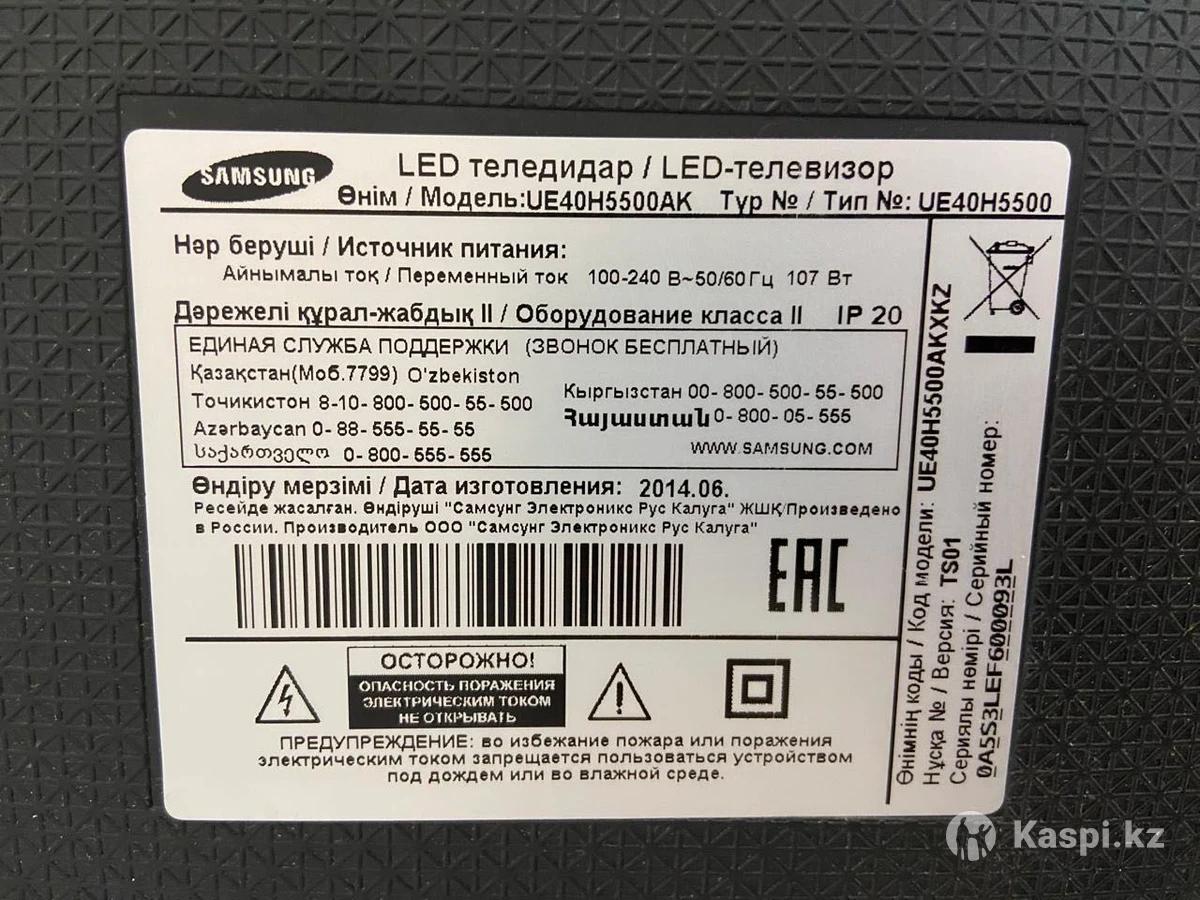 SAMSUNG
LED теледидар / LED-телевизор
Өнім / Модель:UE40H5500AK Түр № / Тип №: UE40H5500
Нәр беруші / Источник питания:
Айнымалы тоқ / Переменный ток 100-240 В~50/60 Гц 107 Вт
Дәрежелі құрал-жабдық II / Оборудование класса II IP 20
ЕДИНАЯ СЛУЖБА ПОДДЕРЖКИ (ЗВОНОК БЕСПЛАТНЫЙ)
Қазақстан(Моб.7799) O'zbekiston
Точикистон 8-10-800-500-55-500
Azərbaycan 0-88-555-55-55
საქართველო 0-800-555-555
Кыргызстан 00-800-500-55-500
Հայաստան 0-800-05-555
WWW.SAMSUNG.COM
Өндіру мерзімі / Дата изготовления: 2014.06.
Ресейде жасалған. Өндіруші "Самсунг Электроникс Рус Калуга" ЖШҚ/Произведено
в России. Производитель ООО "Самсунг Электроникс Рус Калуга"
EAC
ОСТОРОЖНО!
ОПАСНОСТЬ ПОРАЖЕНИЯ
ЭЛЕКТРИЧЕСКИМ ТОКОМ
НЕ ОТКРЫВАТЬ
ПРЕДУПРЕЖДЕНИЕ: во избежание пожара или поражения
электрическим током запрещается пользоваться устройством
под дождем или во влажной среде.
Өнімнің коды / Код модели: UE40H5500AKXKZ
Нұсқа № / Версия: TS01
Сериялы нөмірі / Серийный номер:
0A5S3LEF600093L
Kaspi.kz